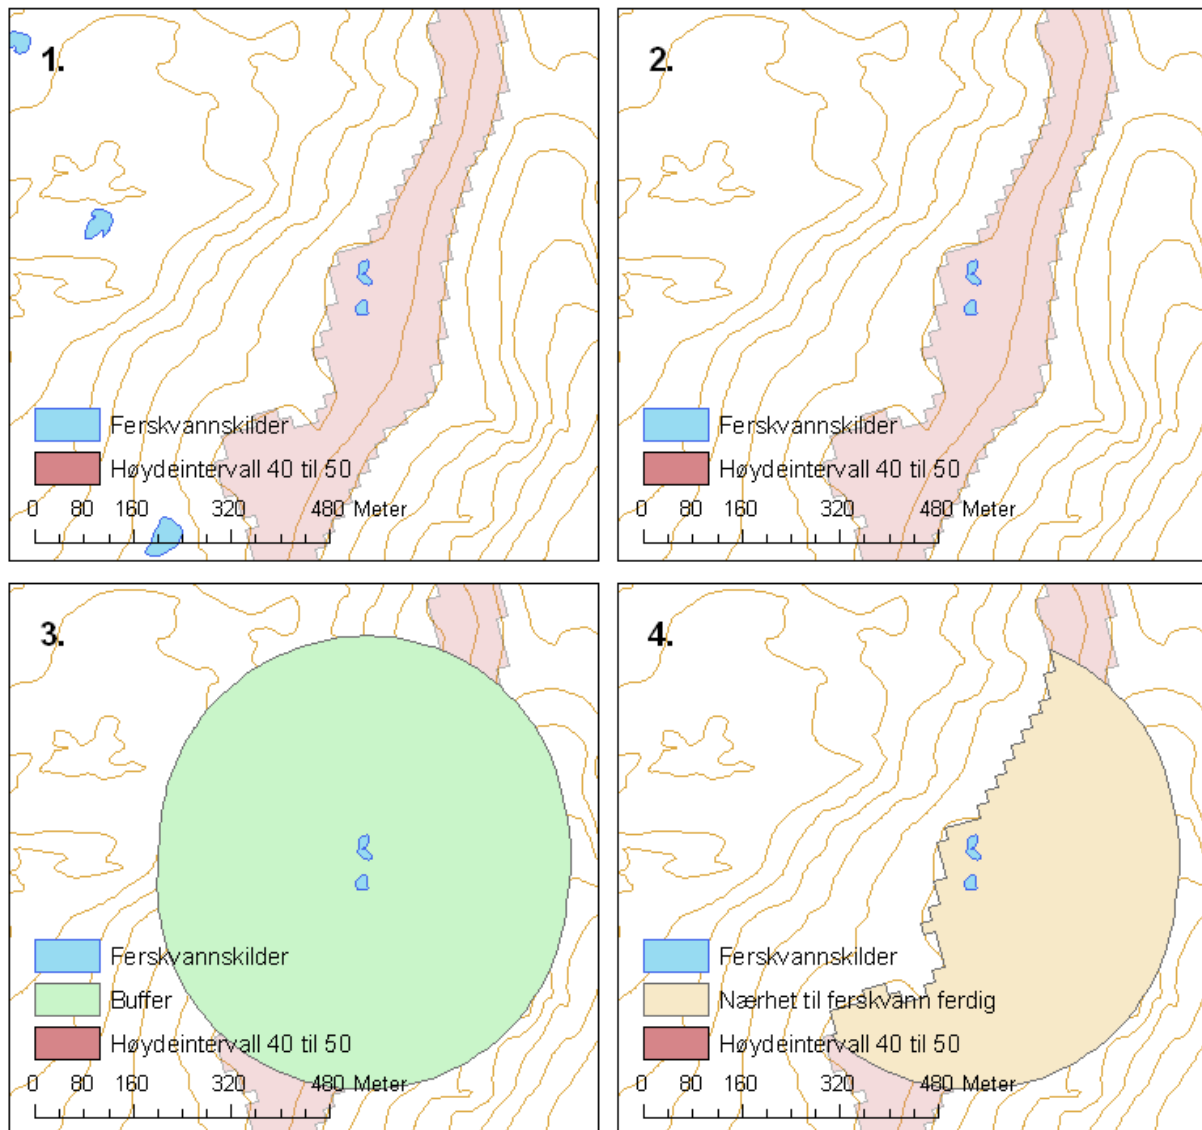 1.
Ferskvannskilder
Høydeintervall 40 til 50
0 80 160 320 480 Meter
2.
Ferskvannskilder
Høydeintervall 40 til 50
0 80 160 320 480 Meter
3.
Ferskvannskilder
Buffer
Høydeintervall 40 til 50
0 80 160 320 480 Meter
4.
Ferskvannskilder
Nærhet til ferskvann ferdig
Høydeintervall 40 til 50
0 80 160 320 480 Meter